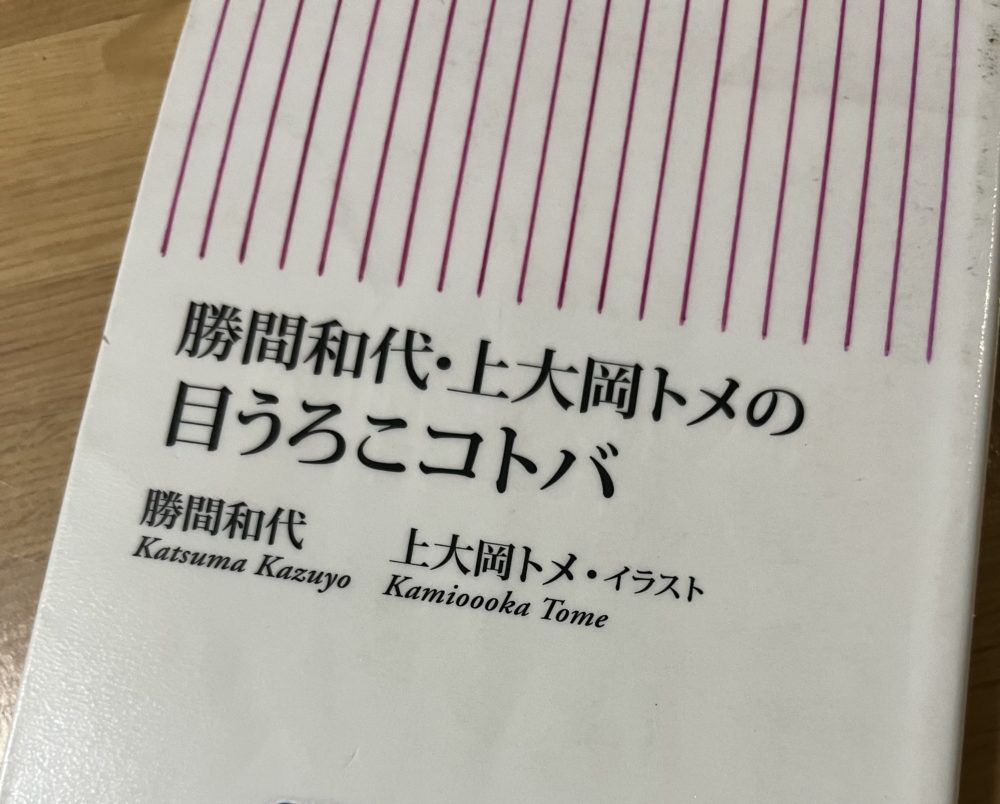 勝間和代・上大岡トメの
目うろこコトバ
勝間和代 上大岡トメ・イラスト
Katsuma Kazuyo Kamioooka Tome